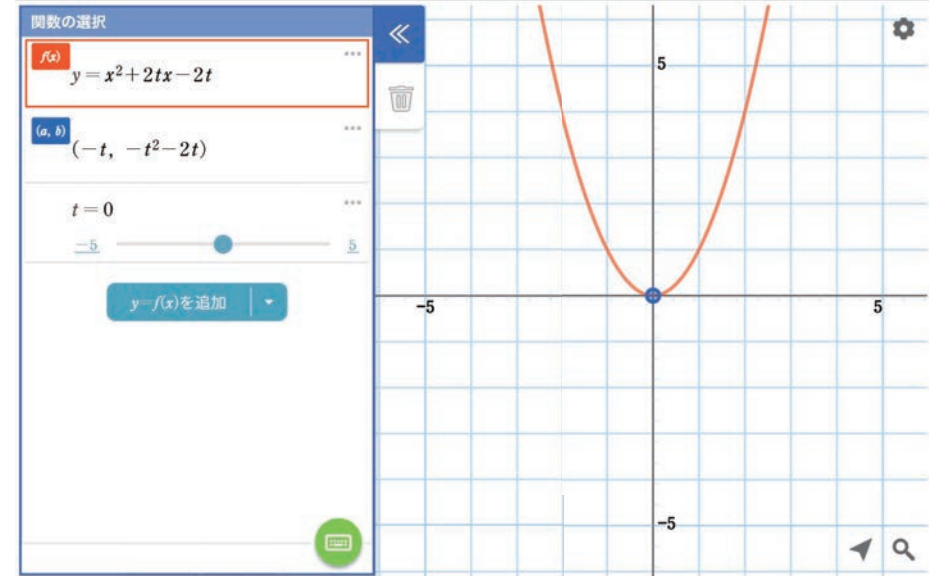 関数の選択
f(x)
y=x²+2tx−2t
(a, b)
(−t, −t²−2t)
t=0
−5
5
y=f(x)を追加
5
−5
5
−5